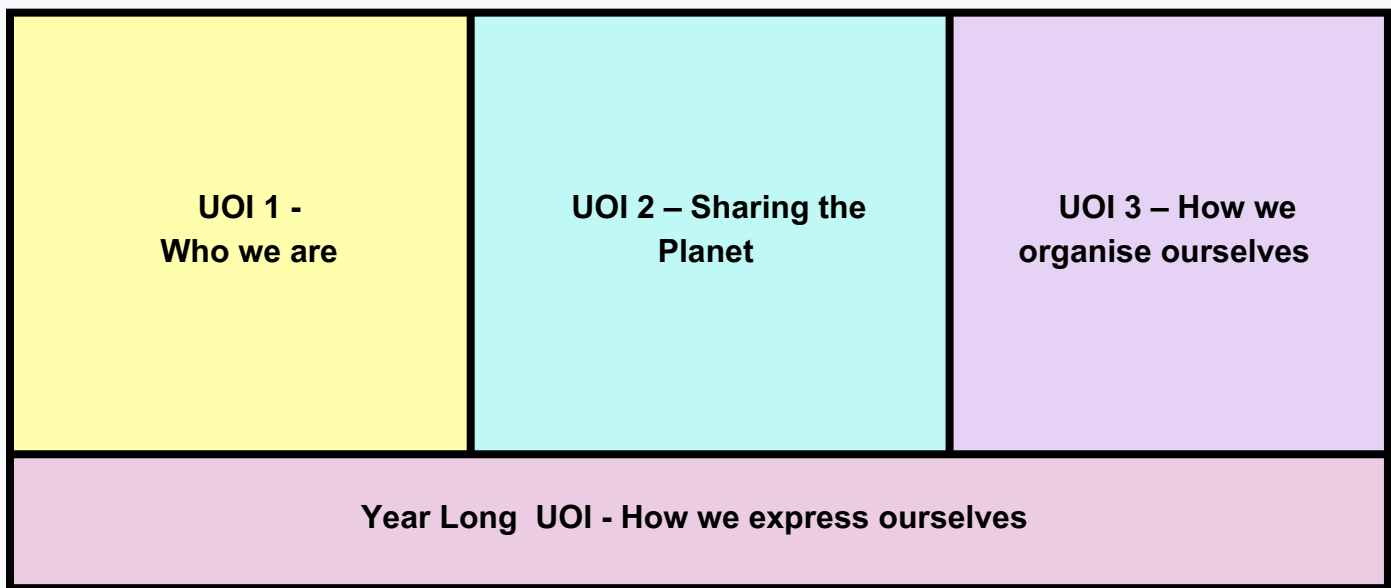 UOI 1 -
Who we are
UOI 2 – Sharing the
Planet
UOI 3 – How we
organise ourselves
Year Long  UOI - How we express ourselves